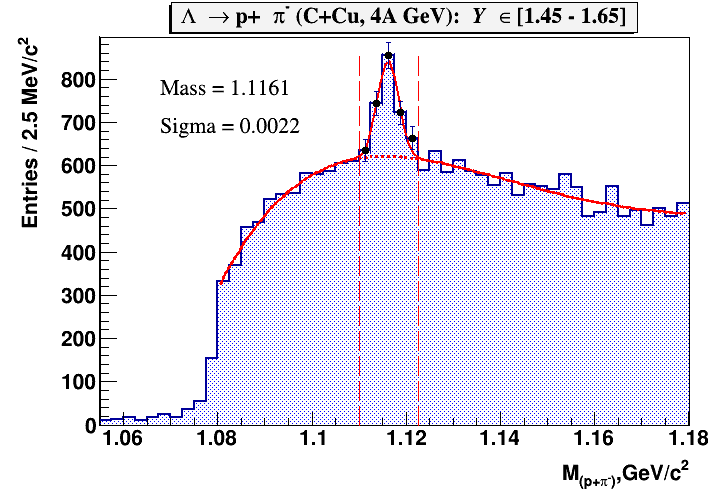 Λ → p+ π⁻ (C+Cu, 4A GeV): Y ∈ [1.45 - 1.65]
Entries / 2.5 MeV/c²
Mass = 1.1161
Sigma = 0.0022
800
700
600
500
400
300
200
100
0
1.06 1.08 1.1 1.12 1.14 1.16 1.18
M(p+π⁻),GeV/c²